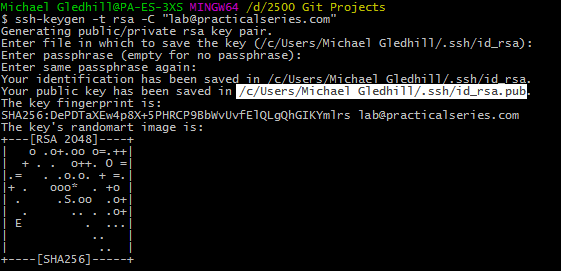 Michael Gledhill@PA-ES-3XS MINGW64 /d/2500 Git Projects
$ ssh-keygen -t rsa -C "lab@practicalseries.com"
Generating public/private rsa key pair.
Enter file in which to save the key (/c/Users/Michael Gledhill/.ssh/id_rsa):
Enter passphrase (empty for no passphrase):
Enter same passphrase again:
Your identification has been saved in /c/Users/Michael Gledhill/.ssh/id_rsa.
Your public key has been saved in /c/Users/Michael Gledhill/.ssh/id_rsa.pub.
The key fingerprint is:
SHA256:DePDTaXEw4p8X+5PHRCP9BbWvUvfElQLgQhGIKYmlrs lab@practicalseries.com
The key's randomart image is:
+---[RSA 2048]----+
|   o .o+.oo o=.++|
|  + . .  o++. O =|
|.=   . .o.o. + =.|
|+ .   ooo*  . +o |
| .     .S.oo  .o+|
|  .      .. . .o+|
| E        .  ...|
|           ..   |
|            ..  |
+----[SHA256]-----+